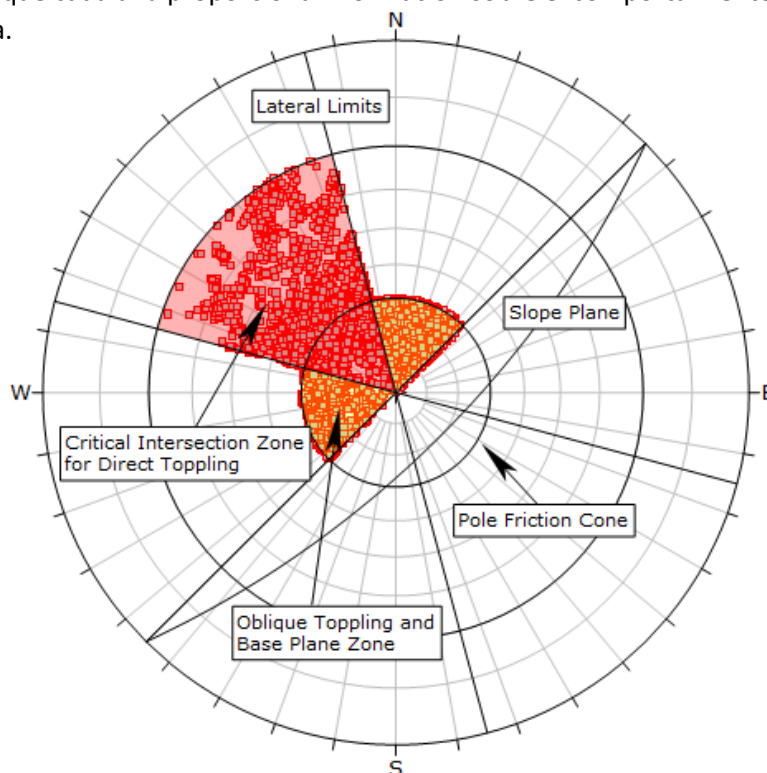 a.
N
Lateral Limits
Slope Plane
W
E
Critical Intersection Zone
for Direct Toppling
Pole Friction Cone
Oblique Toppling and
Base Plane Zone
S